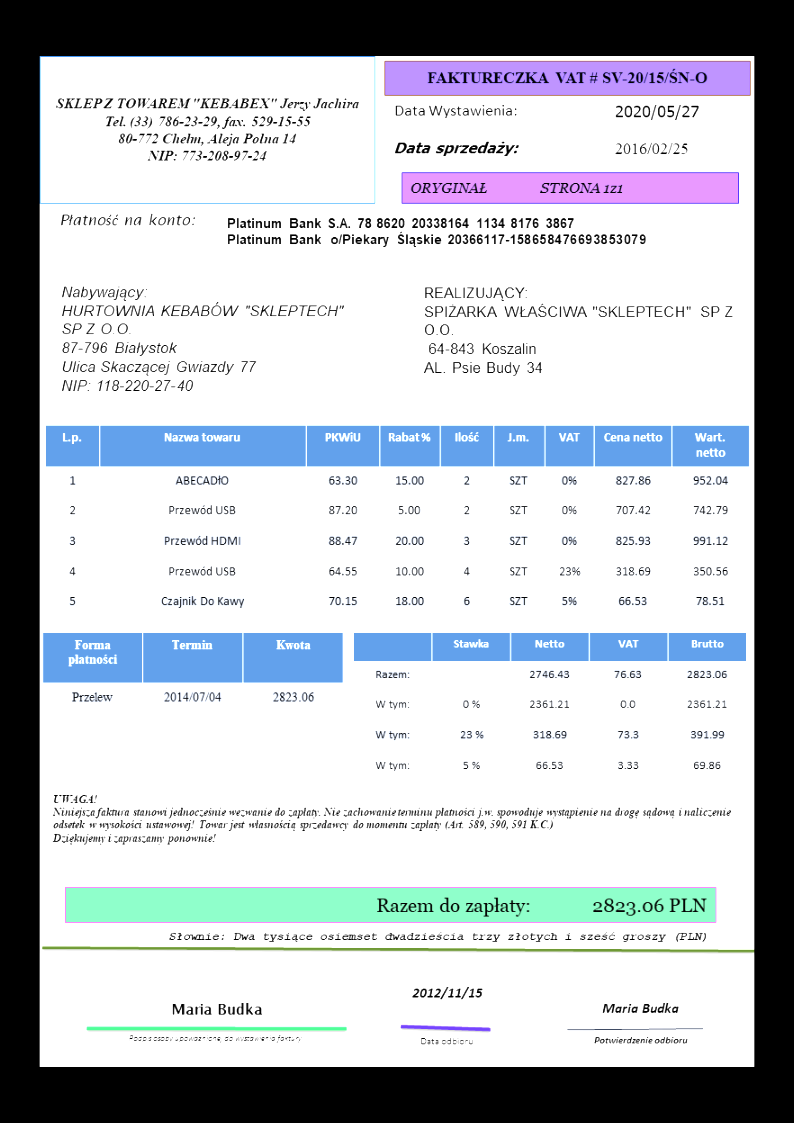 SKLEP Z TOWAREM "KEBABEX" Jerzy Jachira
Tel. (33) 786-23-29, fax. 529-15-55
80-772 Chełm, Aleja Polna 14
NIP: 773-208-97-24
FAKTURECZKA VAT # SV-20/15/ŚN-O
Data Wystawienia: 2020/05/27
Data sprzedaży: 2016/02/25
ORYGINAŁ STRONA 1z1
Płatność na konto:
Platinum Bank S.A. 78 8620 20338164 1134 8176 3867
Platinum Bank o/Piekary Śląskie 20366117-158658476693853079
Nabywający:
HURTOWNIA KEBABÓW "SKLEPTECH"
SP Z O.O.
87-796 Białystok
Ulica Skaczącej Gwiazdy 77
NIP: 118-220-27-40
REALIZUJĄCY:
SPIŻARKA WŁAŚCIWA "SKLEPTECH" SP Z
O.O.
64-843 Koszalin
AL. Psie Budy 34
L.p. Nazwa towaru PKWiU Rabat% Ilość J.m. VAT Cena netto Wart. netto
1 ABECADłO 63.30 15.00 2 SZT 0% 827.86 952.04
2 Przewód USB 87.20 5.00 2 SZT 0% 707.42 742.79
3 Przewód HDMI 88.47 20.00 3 SZT 0% 825.93 991.12
4 Przewód USB 64.55 10.00 4 SZT 23% 318.69 350.56
5 Czajnik Do Kawy 70.15 18.00 6 SZT 5% 66.53 78.51
Forma płatności Termin Kwota
Przelew 2014/07/04 2823.06
Stawka Netto VAT Brutto
Razem: 2746.43 76.63 2823.06
W tym: 0 % 2361.21 0.0 2361.21
W tym: 23 % 318.69 73.3 391.99
W tym: 5 % 66.53 3.33 69.86
UWAGA!
Niniejsza faktura stanowi jednocześnie wezwanie do zapłaty. Nie zachowanie terminu płatności j.w. spowoduje wystąpienie na drogę sądową i naliczenie
odsetek w wysokości ustawowej! Towar jest własnością sprzedawcy do momentu zapłaty (Art. 589, 590, 591 K.C.)
Dziękujemy i zapraszamy ponownie!
Razem do zapłaty: 2823.06 PLN
Słownie: Dwa tysiące osiemset dwadzieścia trzy złotych i sześć groszy (PLN)
Maria Budka
Podpis osoby upoważnionej do wystawienia faktury
2012/11/15
Data odbioru
Maria Budka
Potwierdzenie odbioru